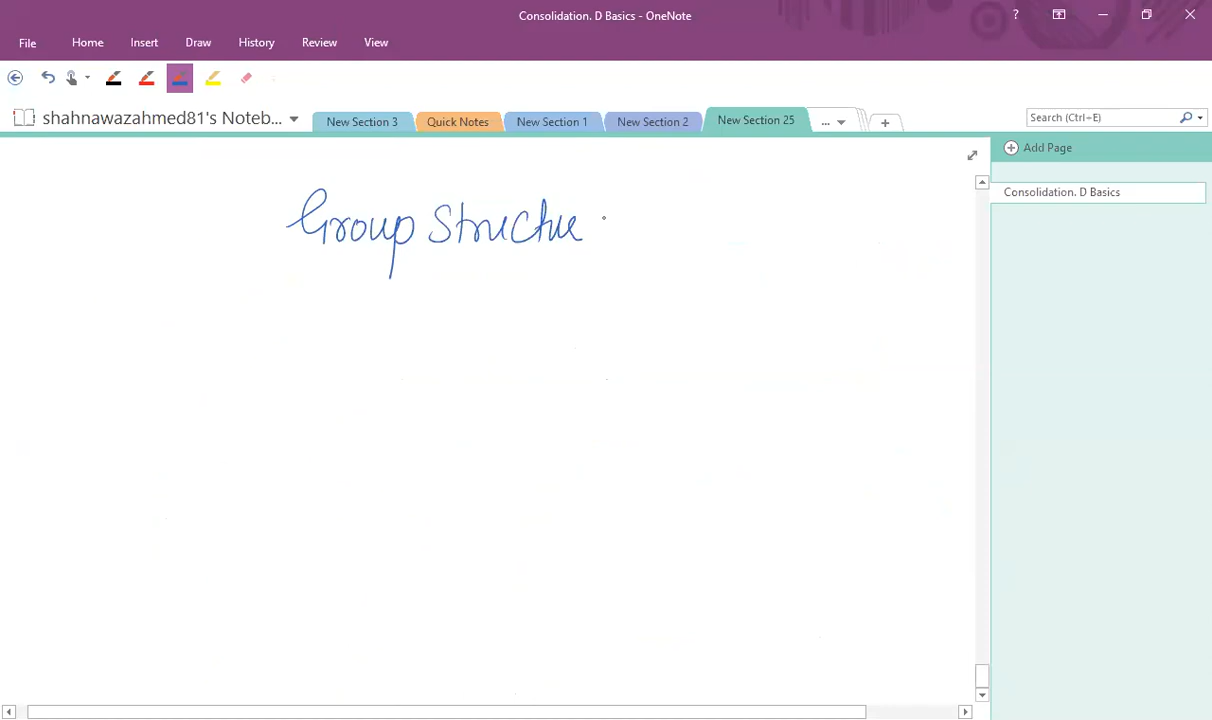 Consolidation. D Basics - OneNote
?
File Home Insert Draw History Review View
shahnawazahmed81's Noteb...
New Section 3 Quick Notes New Section 1 New Section 2 New Section 25 ... +
Search (Ctrl+E)
Add Page
Consolidation. D Basics
Group Structue